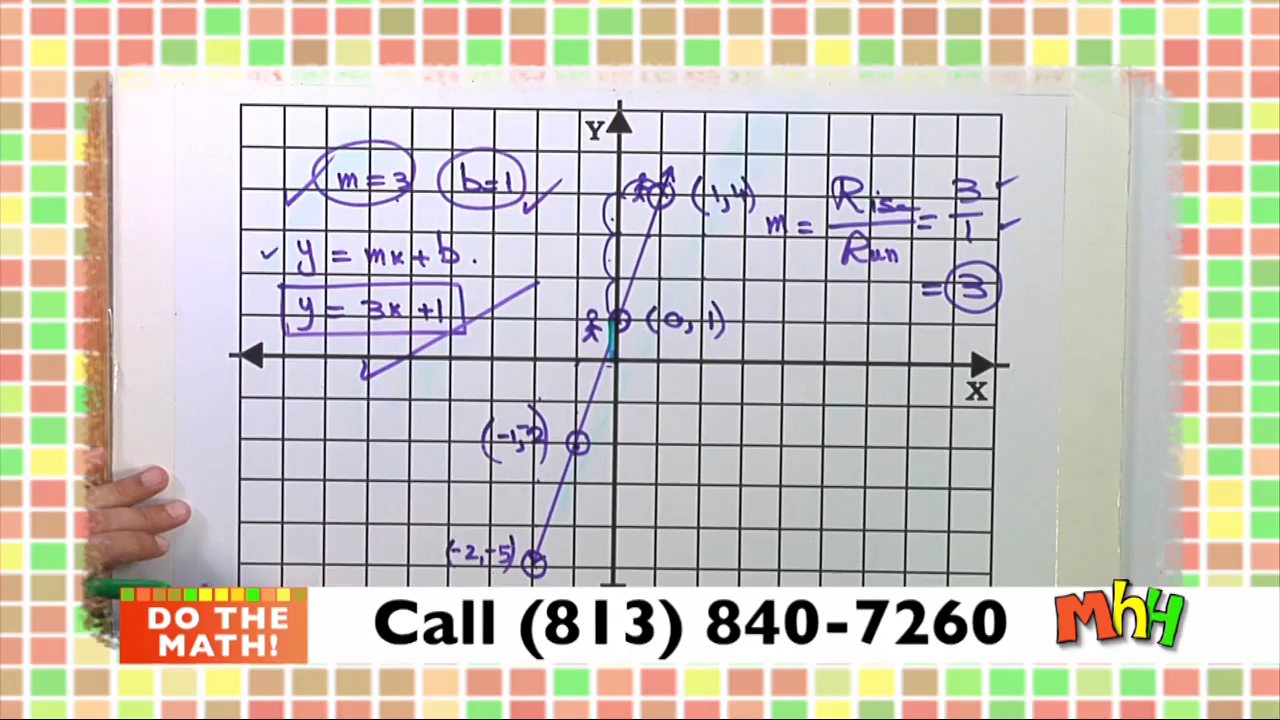 Y
m = 3 b = 1
(1,4)
m = Rise/Run = 3/1
= 3
y = mx + b.
y = 3x + 1
(0, 1)
X
(-1,-2)
(-2,-5)
DO THE
MATH!
Call (813) 840-7260
MhH